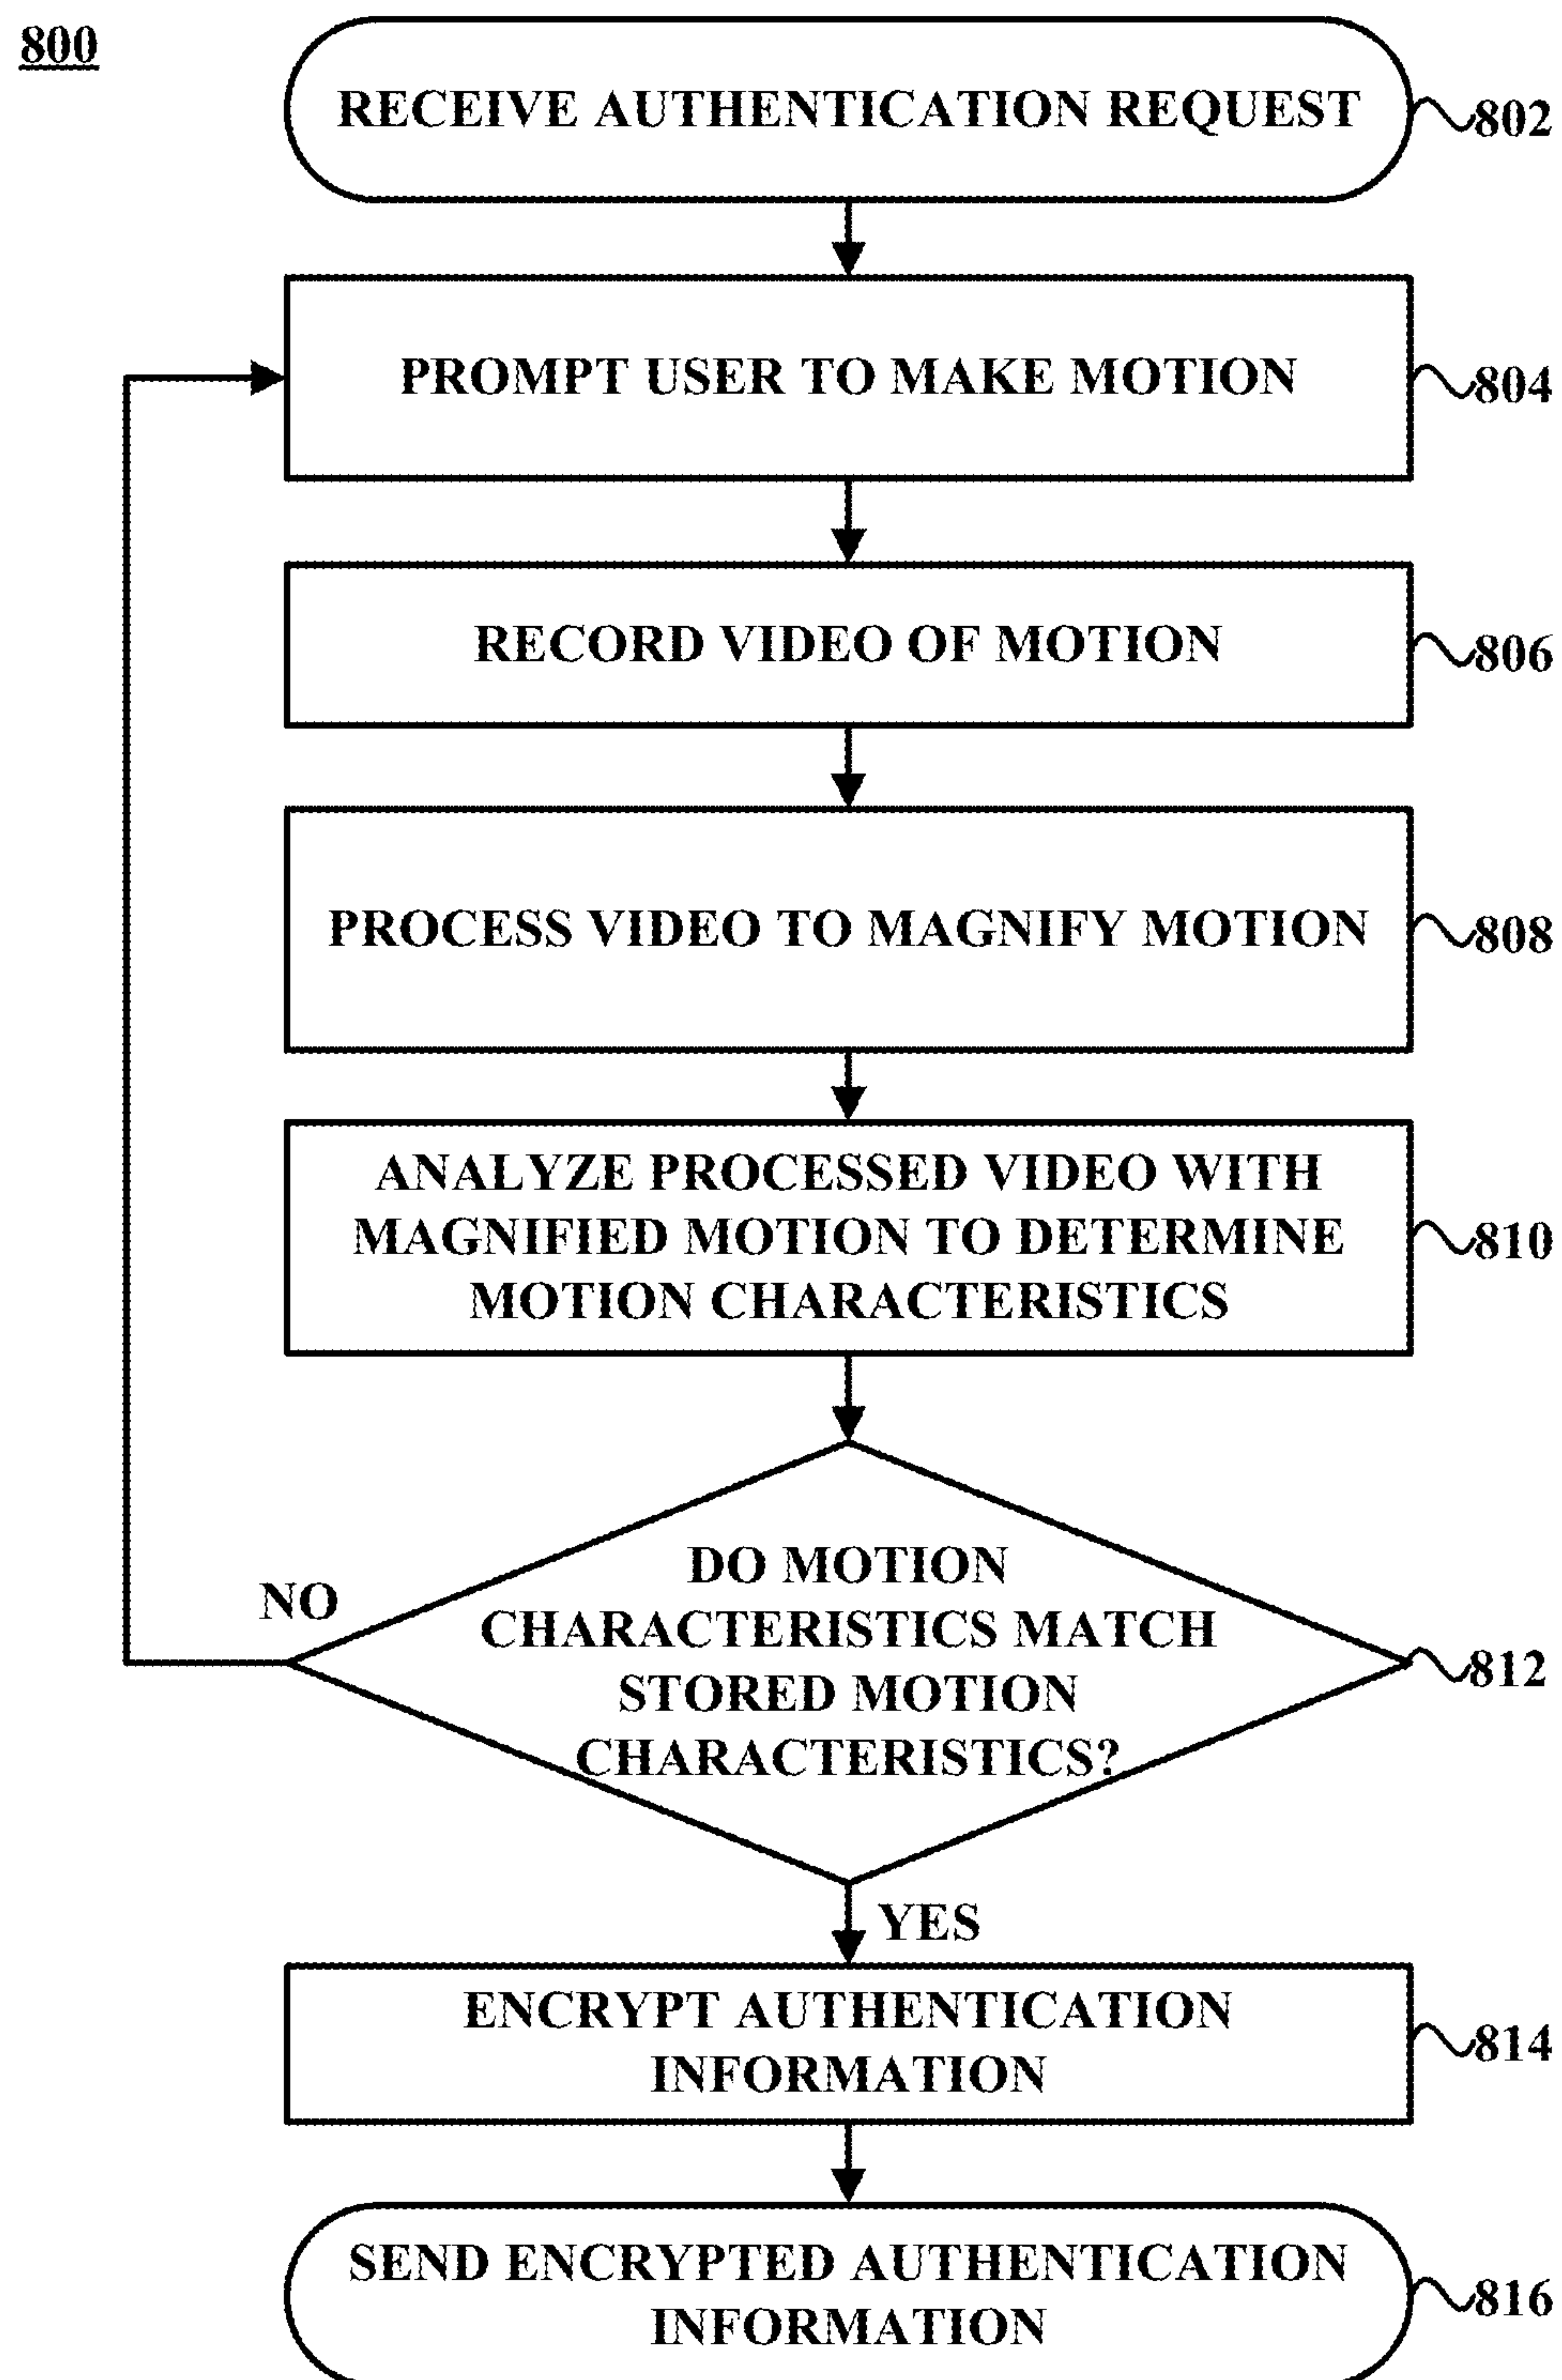 800
RECEIVE AUTHENTICATION REQUEST
802
PROMPT USER TO MAKE MOTION
804
RECORD VIDEO OF MOTION
806
PROCESS VIDEO TO MAGNIFY MOTION
808
ANALYZE PROCESSED VIDEO WITH
MAGNIFIED MOTION TO DETERMINE
MOTION CHARACTERISTICS
810
DO MOTION
CHARACTERISTICS MATCH
STORED MOTION
CHARACTERISTICS?
812
NO
YES
ENCRYPT AUTHENTICATION
INFORMATION
814
SEND ENCRYPTED AUTHENTICATION
INFORMATION
816